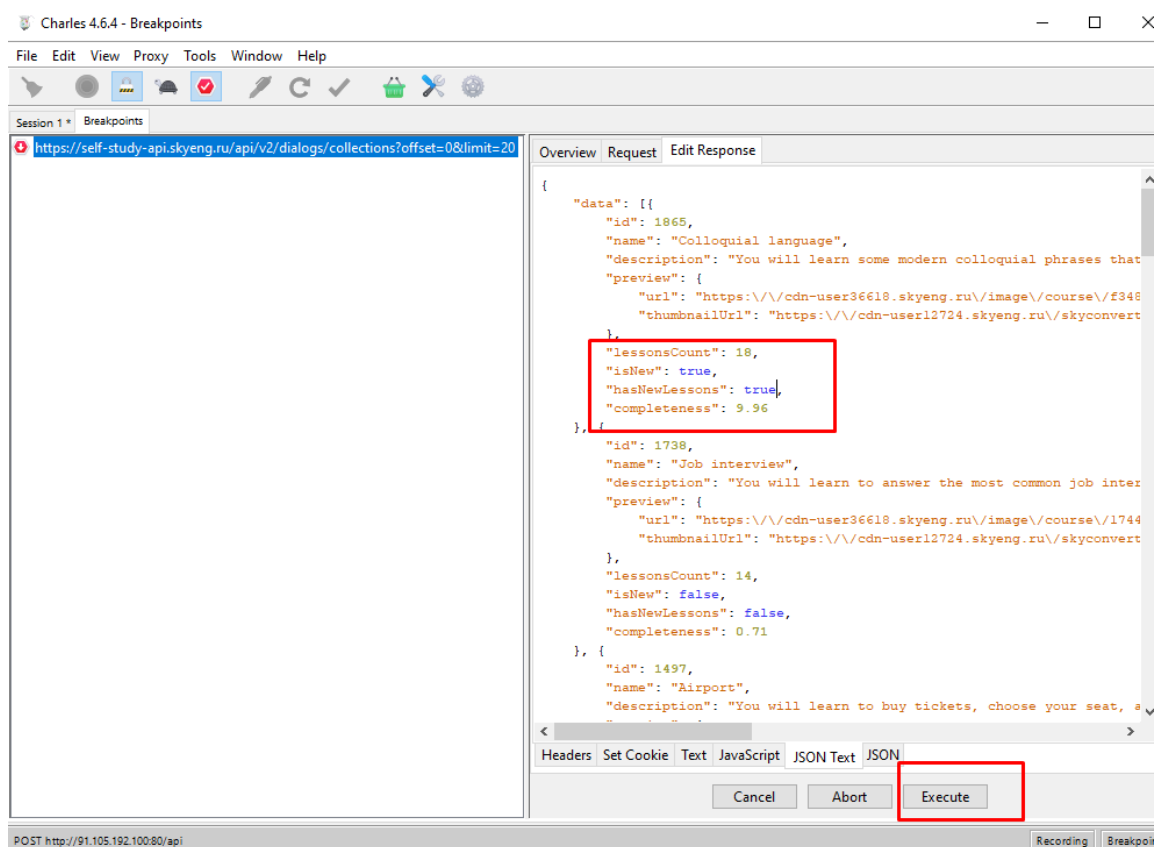 Charles 4.6.4 - Breakpoints
File Edit View Proxy Tools Window Help
Session 1 * Breakpoints
https://self-study-api.skyeng.ru/api/v2/dialogs/collections?offset=0&limit=20
Overview Request Edit Response
{
"data": [{
"id": 1865,
"name": "Colloquial language",
"description": "You will learn some modern colloquial phrases that
"preview": {
"url": "https:\/\/cdn-user36618.skyeng.ru\/image\/course\/f348
"thumbnailUrl": "https:\/\/cdn-user12724.skyeng.ru\/skyconvert
},
"lessonsCount": 18,
"isNew": true,
"hasNewLessons": true,
"completeness": 9.96
}, {
"id": 1738,
"name": "Job interview",
"description": "You will learn to answer the most common job inter
"preview": {
"url": "https:\/\/cdn-user36618.skyeng.ru\/image\/course\/1744
"thumbnailUrl": "https:\/\/cdn-user12724.skyeng.ru\/skyconvert
},
"lessonsCount": 14,
"isNew": false,
"hasNewLessons": false,
"completeness": 0.71
}, {
"id": 1497,
"name": "Airport",
"description": "You will learn to buy tickets, choose your seat, a
Headers Set Cookie Text JavaScript JSON Text JSON
Cancel Abort Execute
POST http://91.105.192.100:80/api Recording Breakpoin